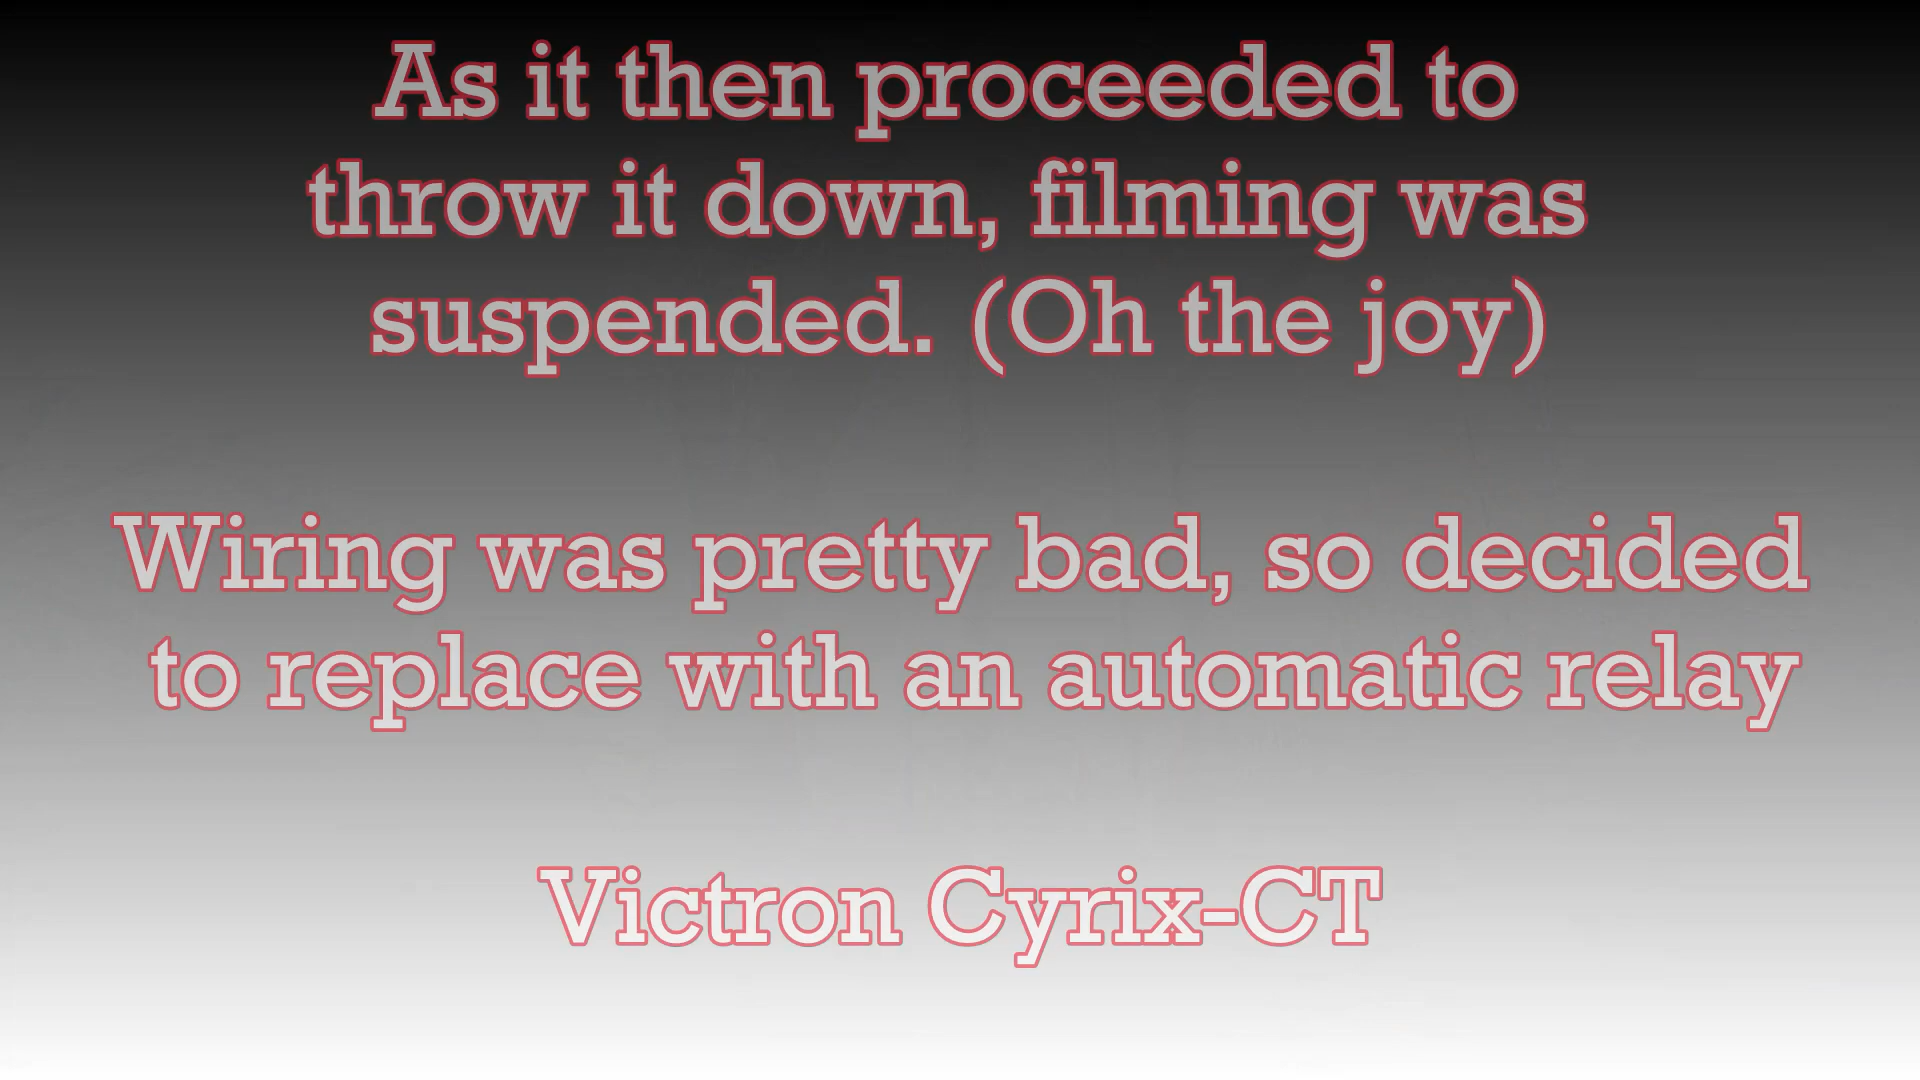 As it then proceeded to
throw it down, filming was
suspended. (Oh the joy)
Wiring was pretty bad, so decided
to replace with an automatic relay
Victron Cyrix-CT